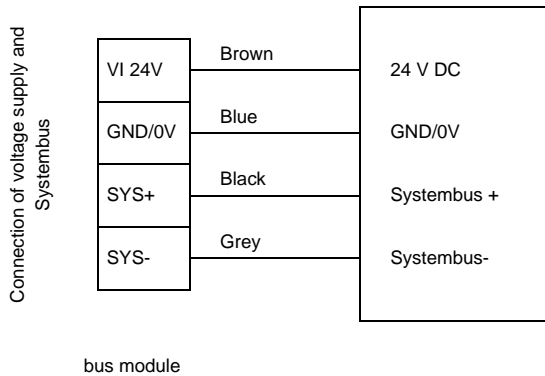 Connection of voltage supply and
Systembus
VI 24V
Brown
24 V DC
GND/0V
Blue
GND/0V
SYS+
Black
Systembus +
SYS-
Grey
Systembus-
bus module